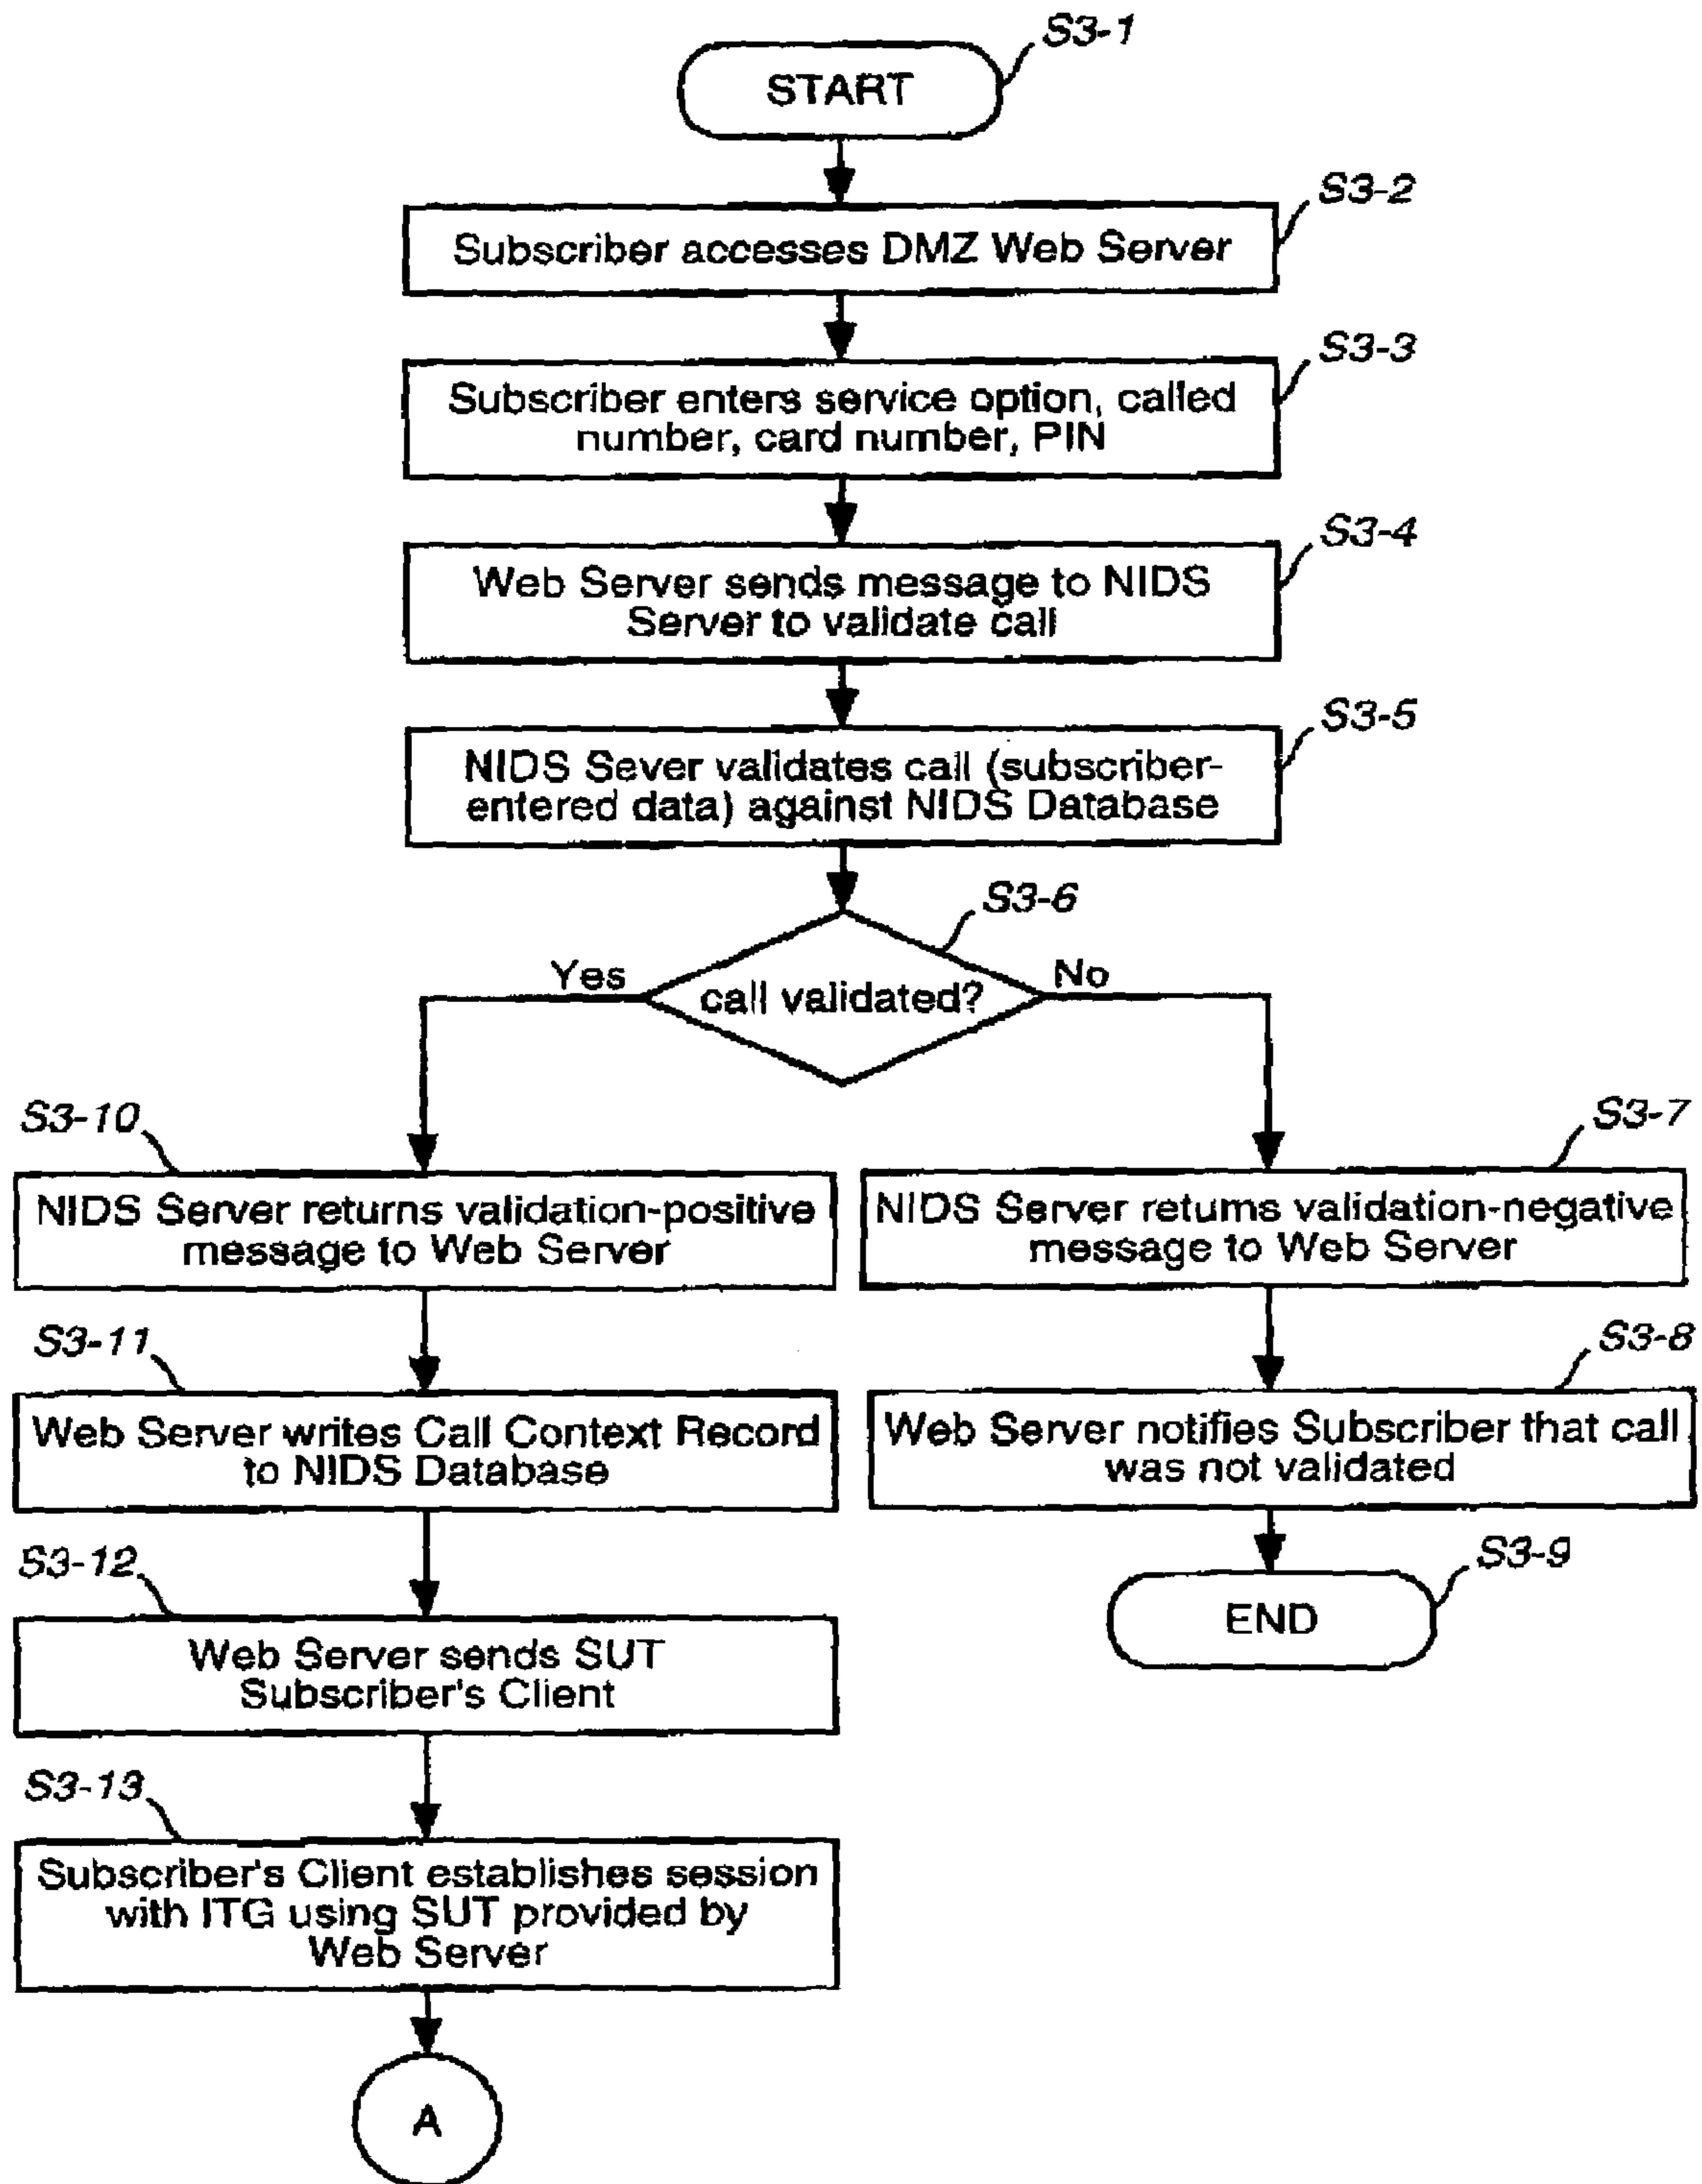 S3-1
START
S3-2
Subscriber accesses DMZ Web Server
S3-3
Subscriber enters service option, called
number, card number, PIN
S3-4
Web Server sends message to NIDS
Server to validate call
S3-5
NIDS Sever validates call (subscriber-
entered data) against NIDS Database
S3-6
Yes
call validated?
No
S3-10
NIDS Server returns validation-positive
message to Web Server
S3-7
NIDS Server returns validation-negative
message to Web Server
S3-11
Web Server writes Call Context Record
to NIDS Database
S3-8
Web Server notifies Subscriber that call
was not validated
S3-12
Web Server sends SUT
Subscriber's Client
S3-9
END
S3-13
Subscriber's Client establishes session
with ITG using SUT provided by
Web Server
A